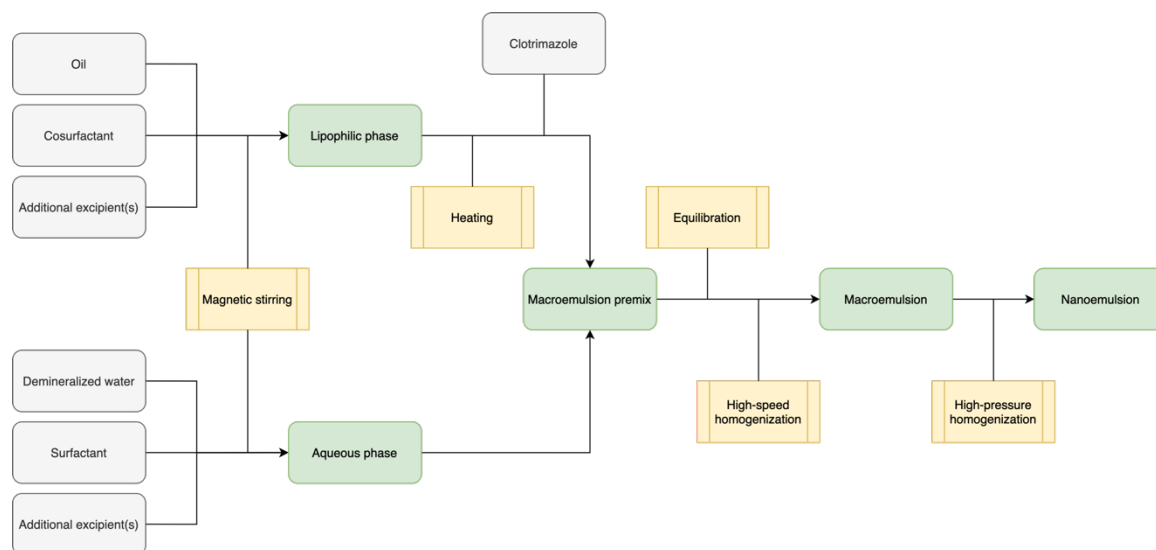 Clotrimazole
Oil
Cosurfactant
Lipophilic phase
Additional excipient(s)
Heating
Equilibration
Magnetic stirring
Macroemulsion premix
Macroemulsion
Nanoemulsion
Demineralized water
High-speed
homogenization
High-pressure
homogenization
Surfactant
Aqueous phase
Additional excipient(s)